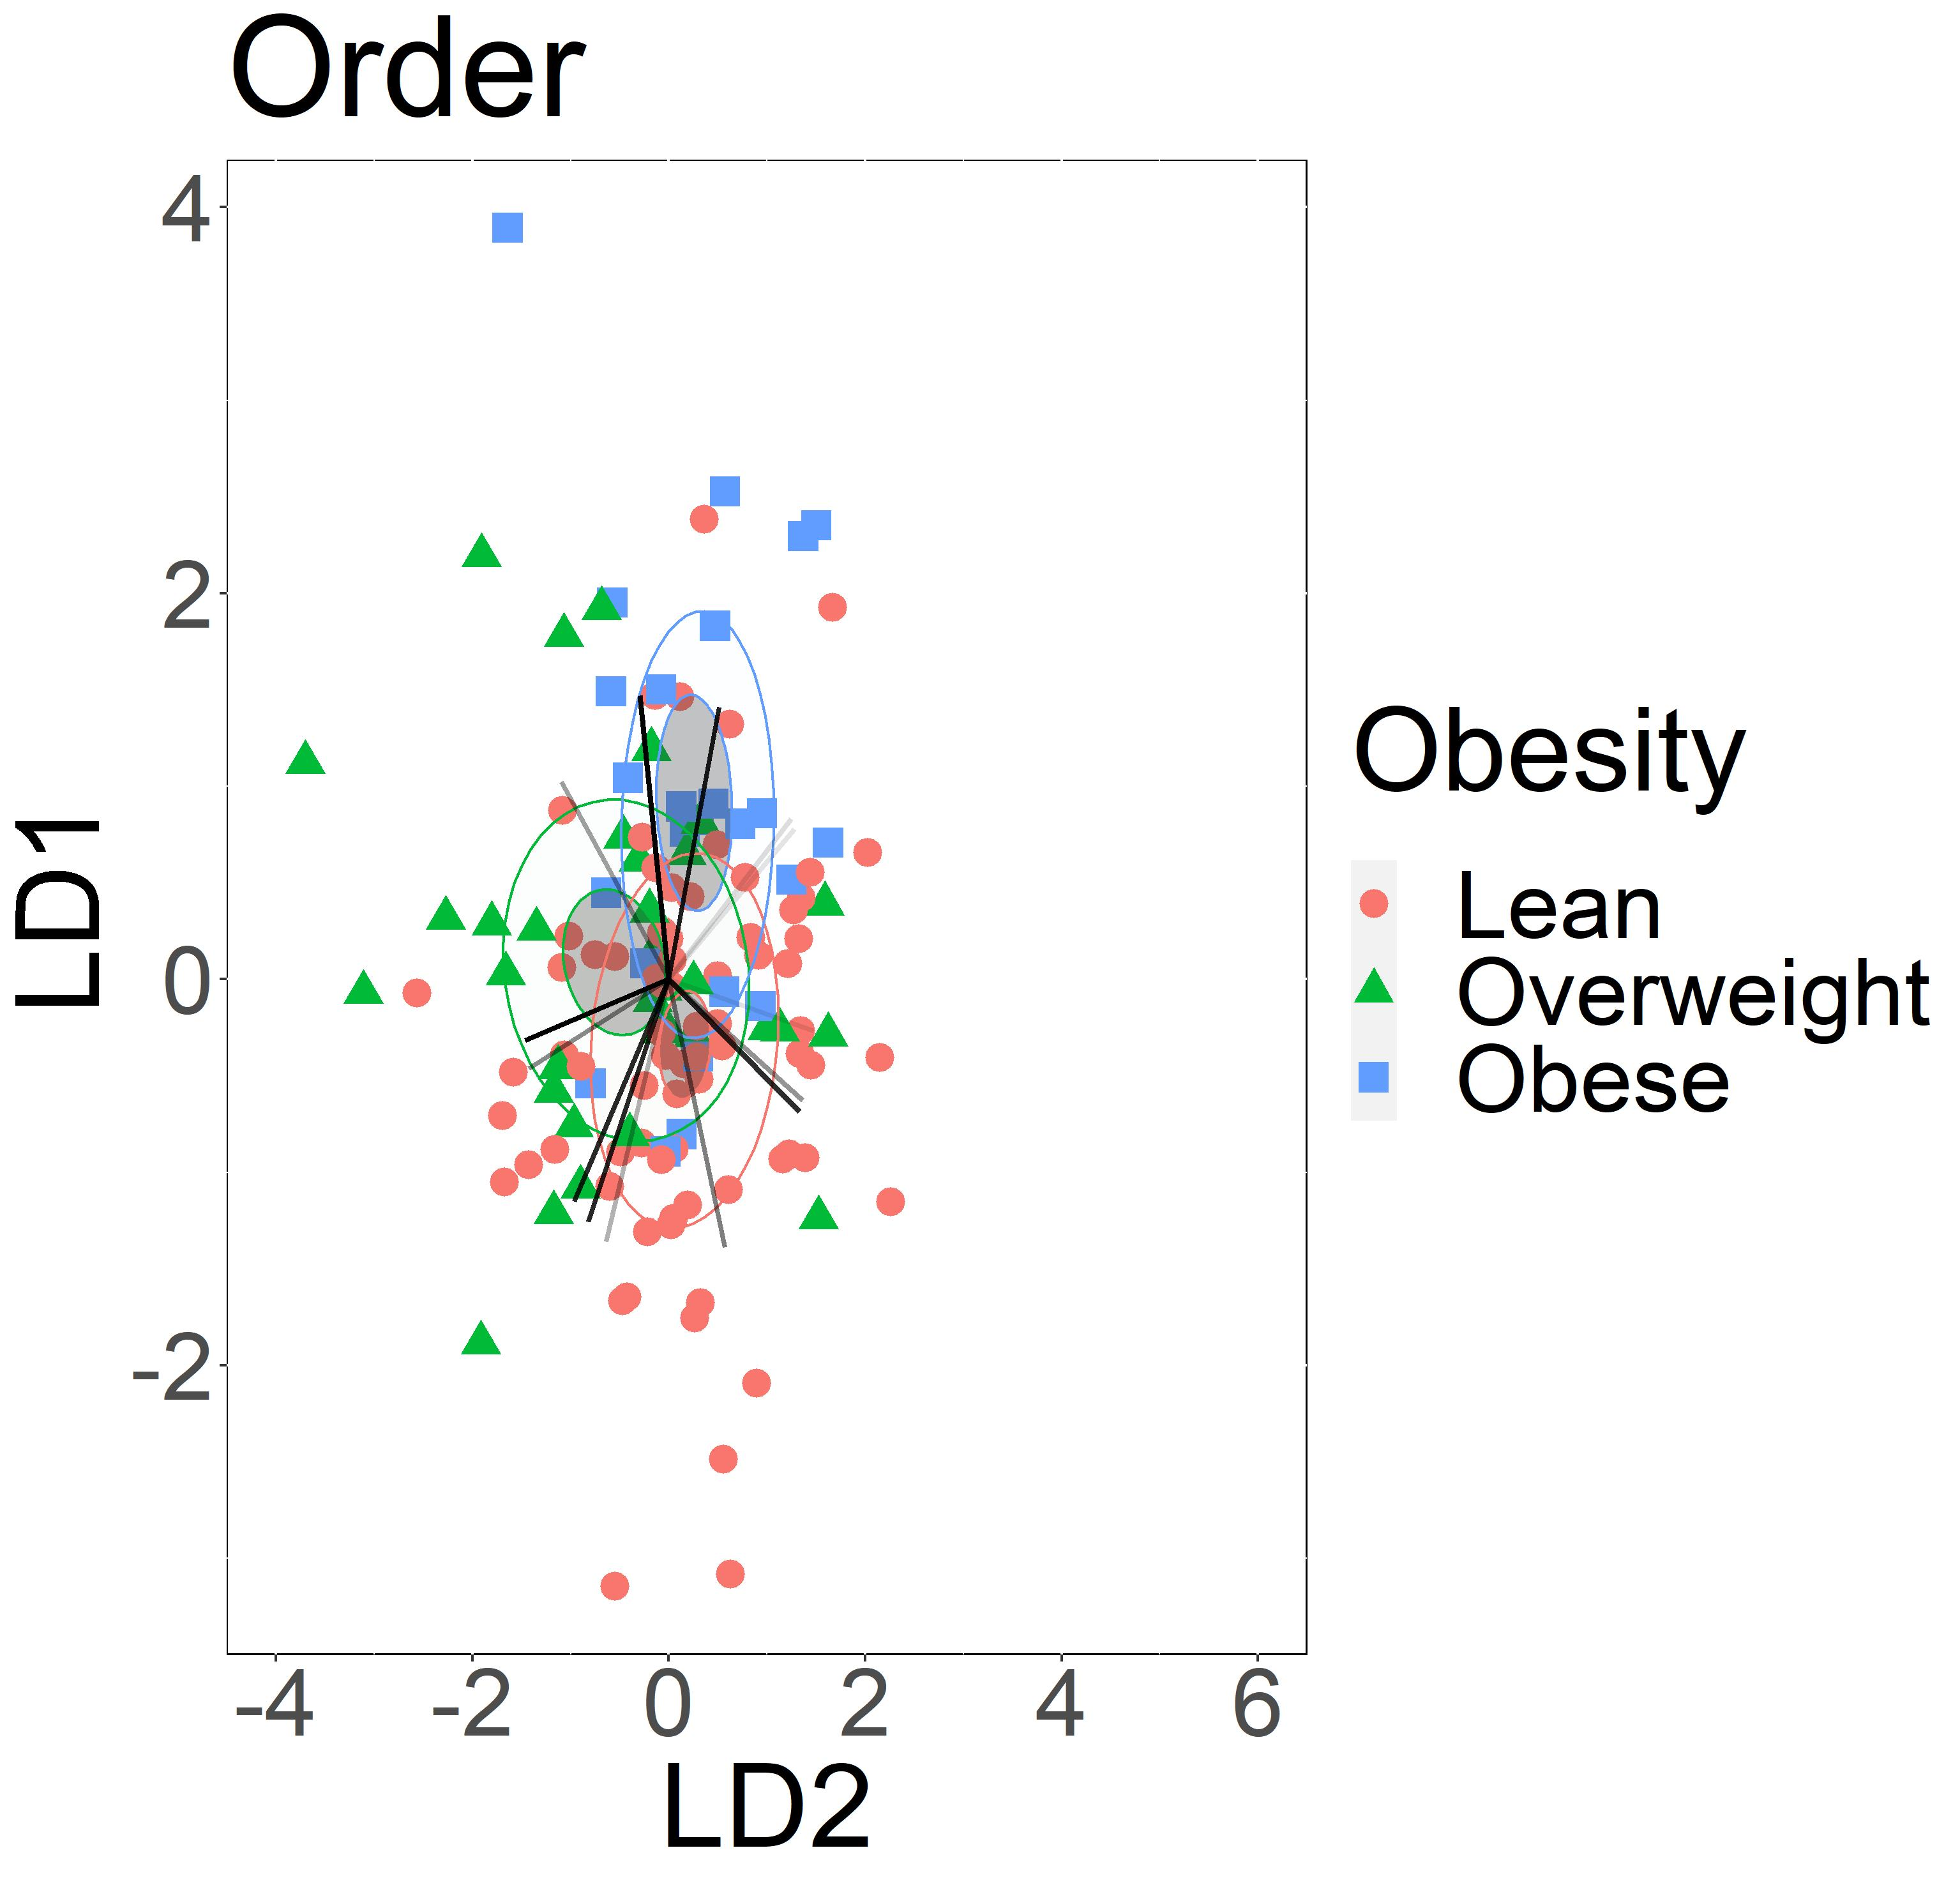 Order
4
2
0
-2
LD1
-4 -2 0 2 4 6
LD2
Obesity
Lean
Overweight
Obese